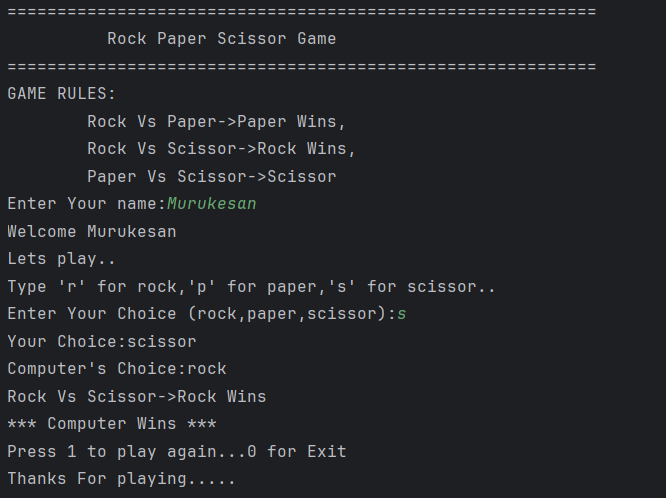 ===========================================================
Rock Paper Scissor Game
===========================================================
GAME RULES:
Rock Vs Paper->Paper Wins,
Rock Vs Scissor->Rock Wins,
Paper Vs Scissor->Scissor
Enter Your name:Murukesan
Welcome Murukesan
Lets play..
Type 'r' for rock,'p' for paper,'s' for scissor..
Enter Your Choice (rock,paper,scissor):s
Your Choice:scissor
Computer's Choice:rock
Rock Vs Scissor->Rock Wins
*** Computer Wins ***
Press 1 to play again...0 for Exit
Thanks For playing.....